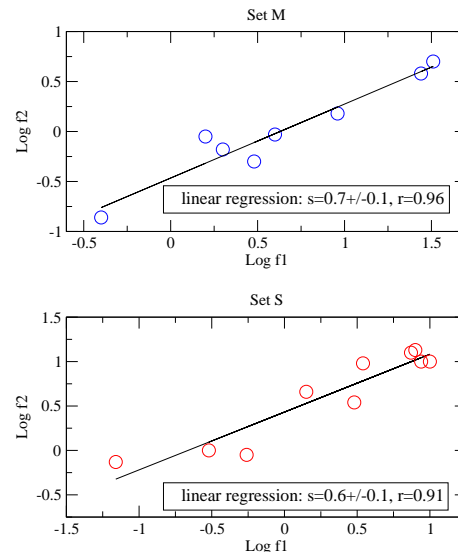 Set M
1
0.5
0
-0.5
-1
Log f2
linear regression: s=0.7+/-0.1, r=0.96
-0.5 0 0.5 1 1.5
Log f1
Set S
1.5
1
0.5
0
-0.5
Log f2
linear regression: s=0.6+/-0.1, r=0.91
-1.5 -1 -0.5 0 0.5 1
Log f1